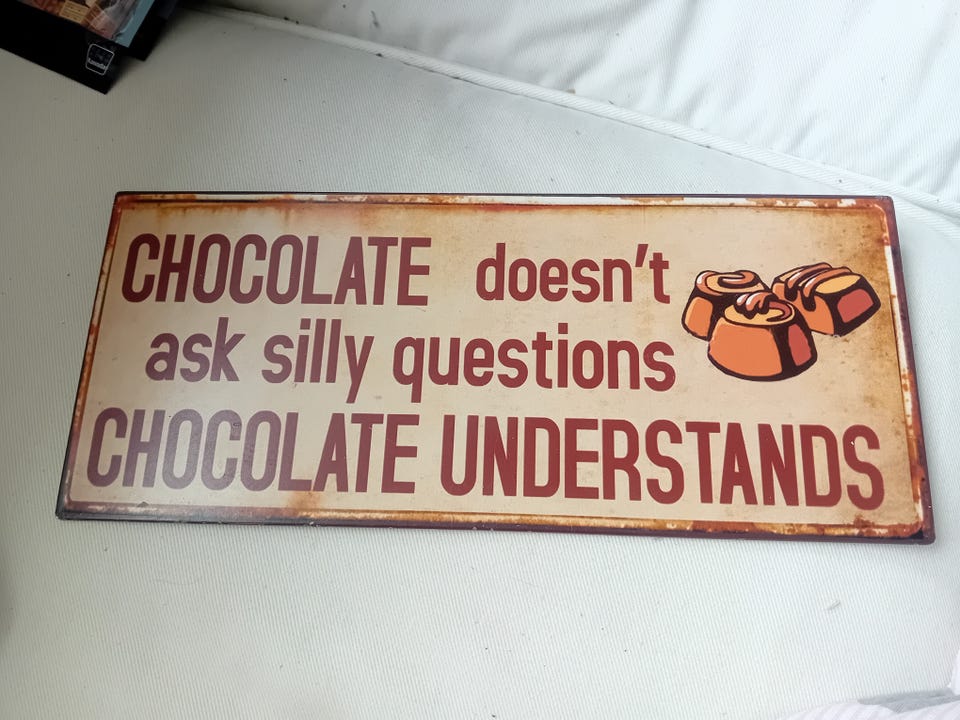 CHOCOLATE doesn't
ask silly questions
CHOCOLATE UNDERSTANDS